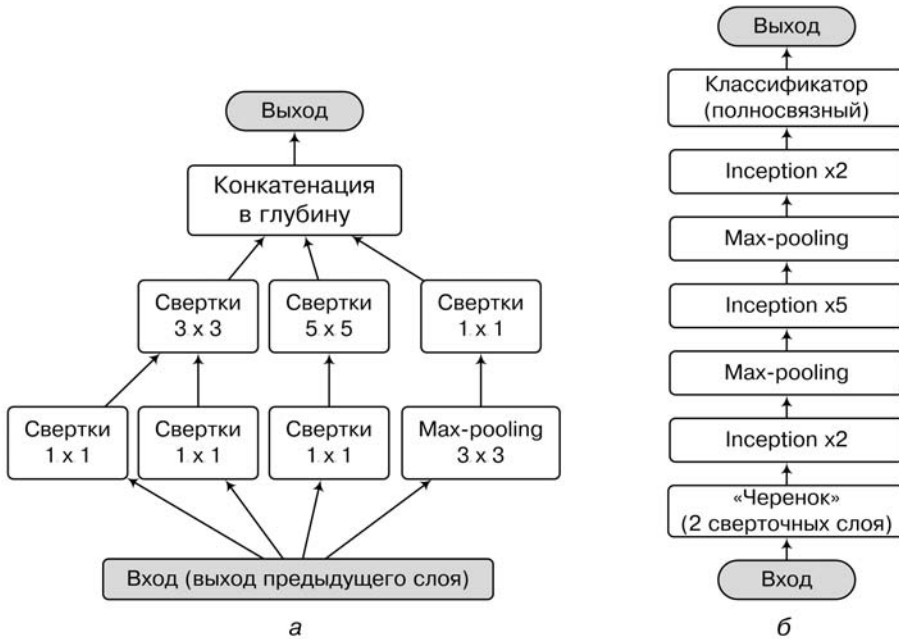 Выход
Конкатенация
в глубину
Свертки
3 x 3
Свертки
5 x 5
Свертки
1 x 1
Свертки
1 x 1
Свертки
1 x 1
Свертки
1 x 1
Max-pooling
3 x 3
Вход (выход предыдущего слоя)
а
Выход
Классификатор
(полносвязный)
Inception x2
Max-pooling
Inception x5
Max-pooling
Inception x2
«Черенок»
(2 сверточных слоя)
Вход
б